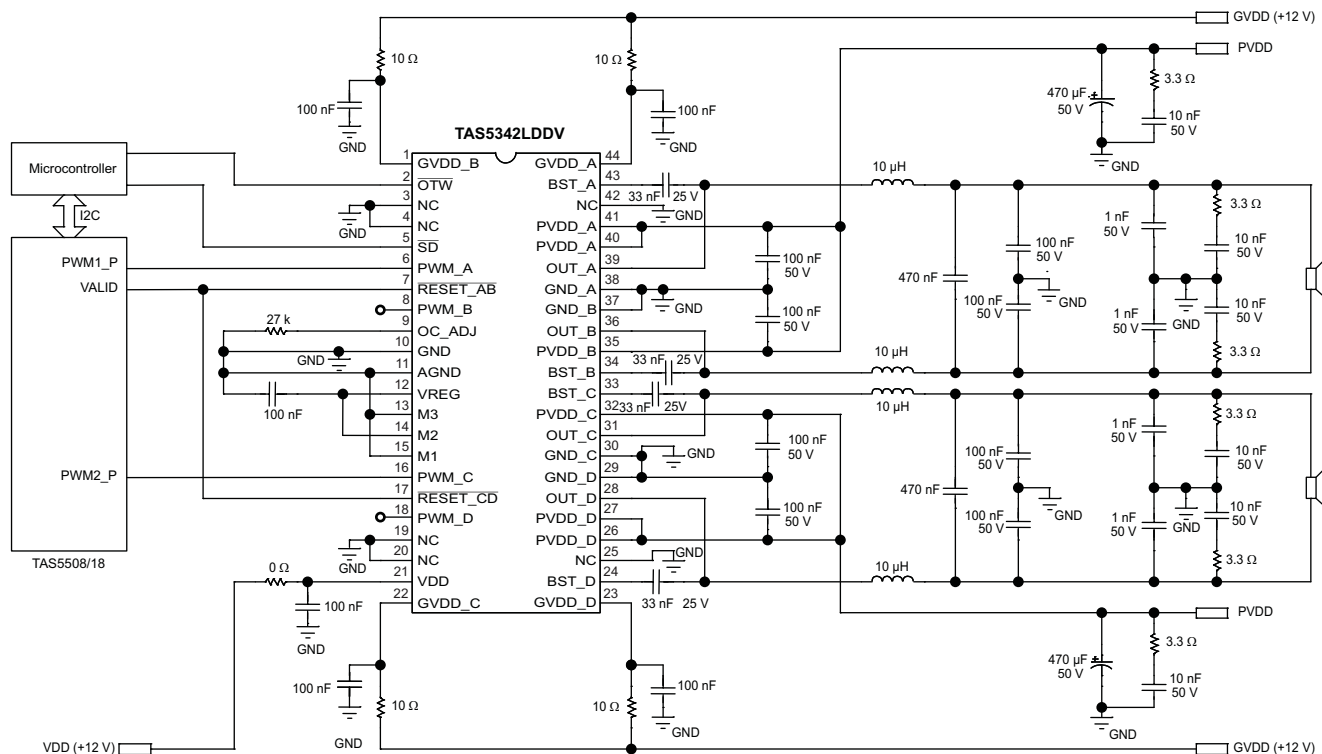 GVDD (+12 V)
PVDD
10 Ω
10 Ω
3.3 Ω
470 µF
50 V
10 nF
50 V
100 nF
100 nF
GND
GND
GND
TAS5342LDDV
Microcontroller
I2C
PWM1_P
VALID
PWM2_P
TAS5508/18
1
GVDD_B
2
OTW
3
NC
4
NC
5
SD
6
PWM_A
7
RESET_AB
8
PWM_B
9
OC_ADJ
10
GND
11
AGND
12
VREG
13
M3
14
M2
15
M1
16
PWM_C
17
RESET_CD
18
PWM_D
19
NC
20
NC
21
VDD
22
GVDD_C
44
GVDD_A
43
BST_A
42
NC
41
PVDD_A
40
PVDD_A
39
OUT_A
38
GND_A
37
GND_B
36
OUT_B
35
PVDD_B
34
BST_B
33
BST_C
32
PVDD_C
31
OUT_C
30
GND_C
29
GND_D
28
OUT_D
27
PVDD_D
26
PVDD_D
25
NC
24
BST_D
23
GVDD_D
GND
27 k
GND
100 nF
GND
0 Ω
100 nF
GND
100 nF
10 Ω
GND
VDD (+12 V)
33 nF 25 V
GND
100 nF
50 V
GND
100 nF
50 V
33 nF 25 V
33 nF 25V
100 nF
50 V
GND
100 nF
50 V
GND
33 nF 25 V
10 µH
10 µH
10 µH
10 µH
470 nF
100 nF
50 V
GND
100 nF
50 V
1 nF
50 V
3.3 Ω
10 nF
50 V
GND
1 nF
50 V
10 nF
50 V
3.3 Ω
470 nF
100 nF
50 V
GND
100 nF
50 V
1 nF
50 V
3.3 Ω
10 nF
50 V
GND
1 nF
50 V
10 nF
50 V
3.3 Ω
PVDD
3.3 Ω
470 µF
50 V
10 nF
50 V
GND
100 nF
10 Ω
GND
GVDD (+12 V)